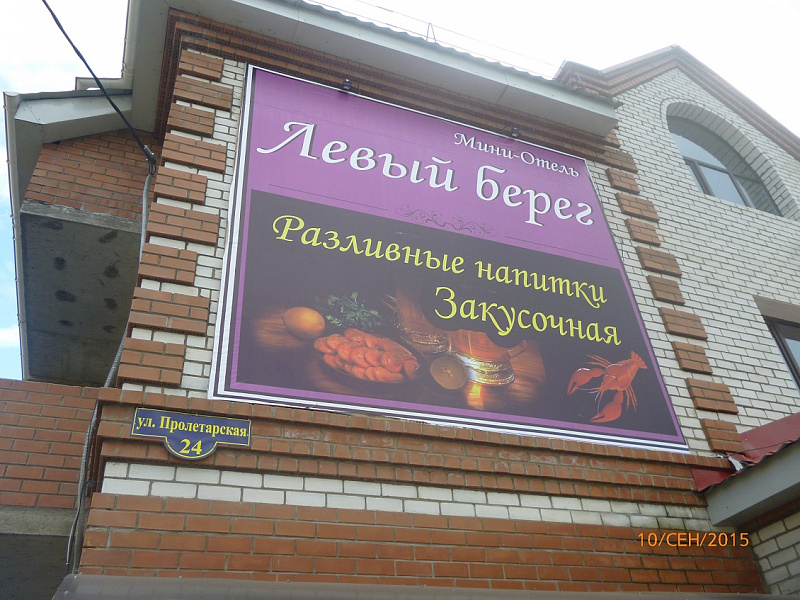 Мини-Отель
Левый берег
Разливные напитки
Закусочная
ул. Пролетарская
24
10/СЕН/2015